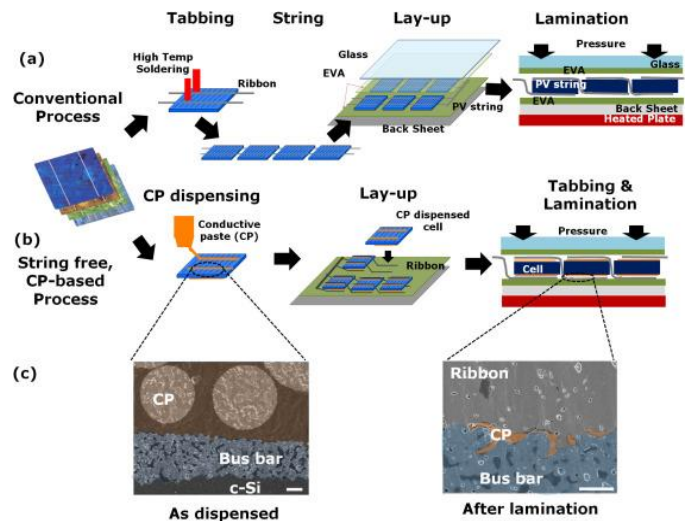 Tabbing
String
Lay-up
Lamination
(a)
High Temp
Soldering
Ribbon
Glass
EVA
PV string
Back Sheet
Pressure
Glass
EVA
PV string
EVA
Back Sheet
Heated Plate
Conventional
Process
CP dispensing
Lay-up
Tabbing &
Lamination
(b)
String free,
CP-based
Process
Conductive
paste (CP)
CP dispensed
cell
Ribbon
Pressure
Cell
(c)
CP
Bus bar
c-Si
As dispensed
Ribbon
CP
Bus bar
After lamination